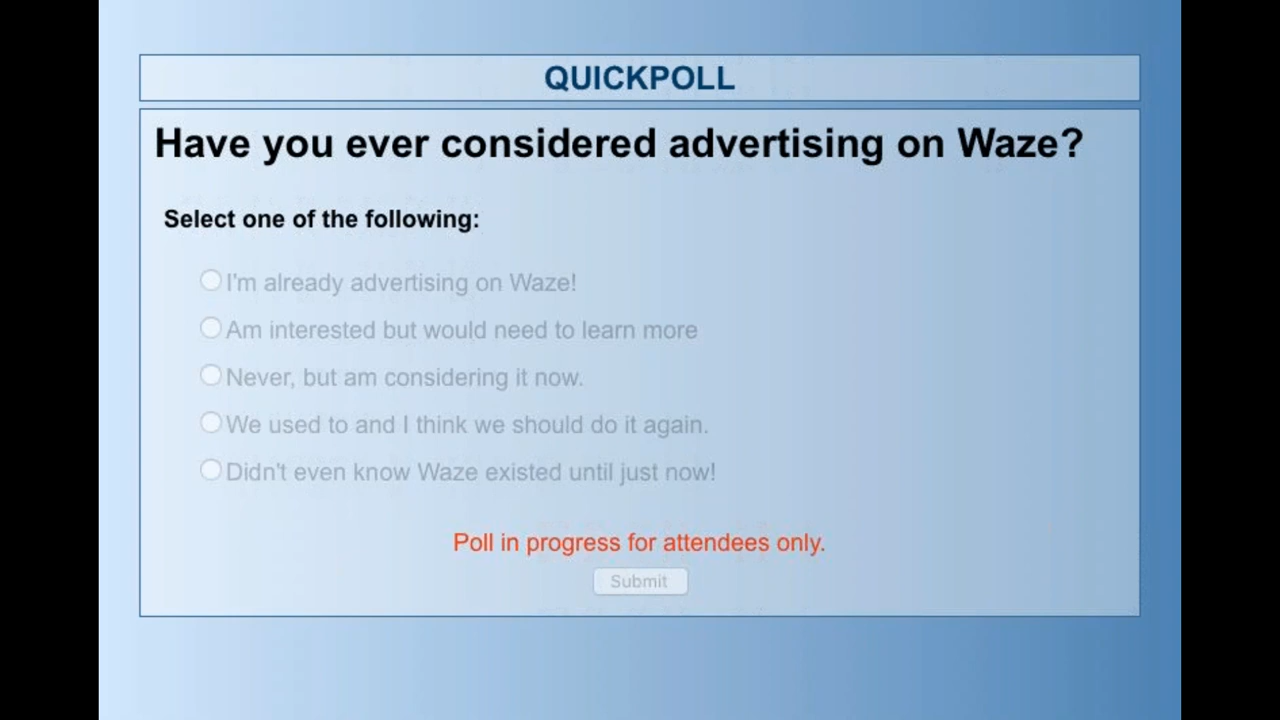 QUICKPOLL
Have you ever considered advertising on Waze?
Select one of the following:
I'm already advertising on Waze!
Am interested but would need to learn more
Never, but am considering it now.
We used to and I think we should do it again.
Didn't even know Waze existed until just now!
Poll in progress for attendees only.
Submit